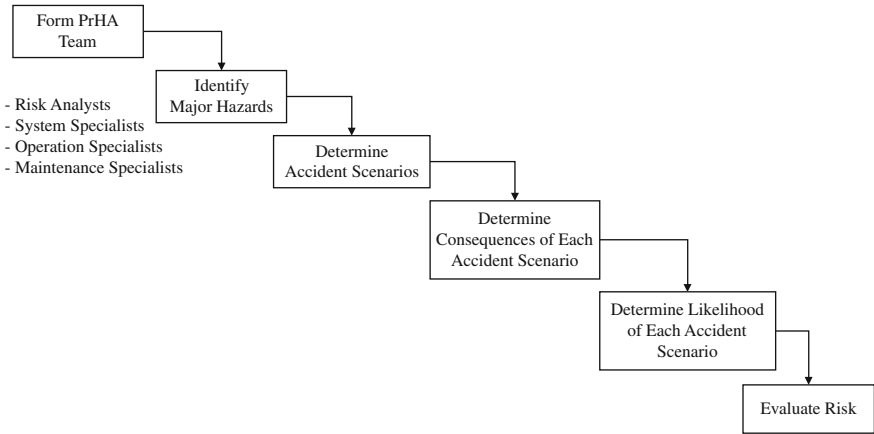 Form PrHA
Team
Identify
Major Hazards
- Risk Analysts
- System Specialists
- Operation Specialists
- Maintenance Specialists
Determine
Accident Scenarios
Determine
Consequences of Each
Accident Scenario
Determine Likelihood
of Each Accident
Scenario
Evaluate Risk